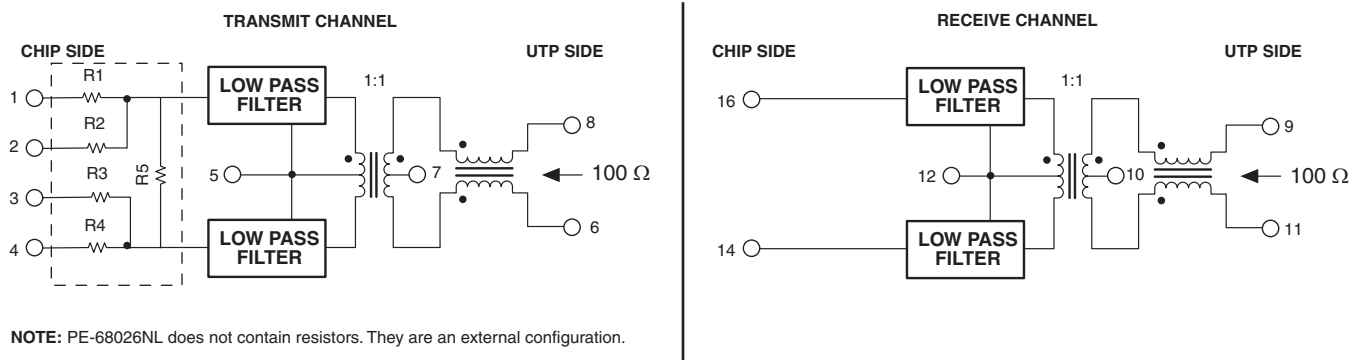 TRANSMIT CHANNEL
CHIP SIDE
UTP SIDE
R1
1
R2
2
R3
3
R4
4
R5
LOW PASS
FILTER
1:1
5
7
8
100 Ω
6
LOW PASS
FILTER
NOTE: PE-68026NL does not contain resistors. They are an external configuration.
RECEIVE CHANNEL
CHIP SIDE
UTP SIDE
16
LOW PASS
FILTER
1:1
12
10
9
100 Ω
11
14
LOW PASS
FILTER